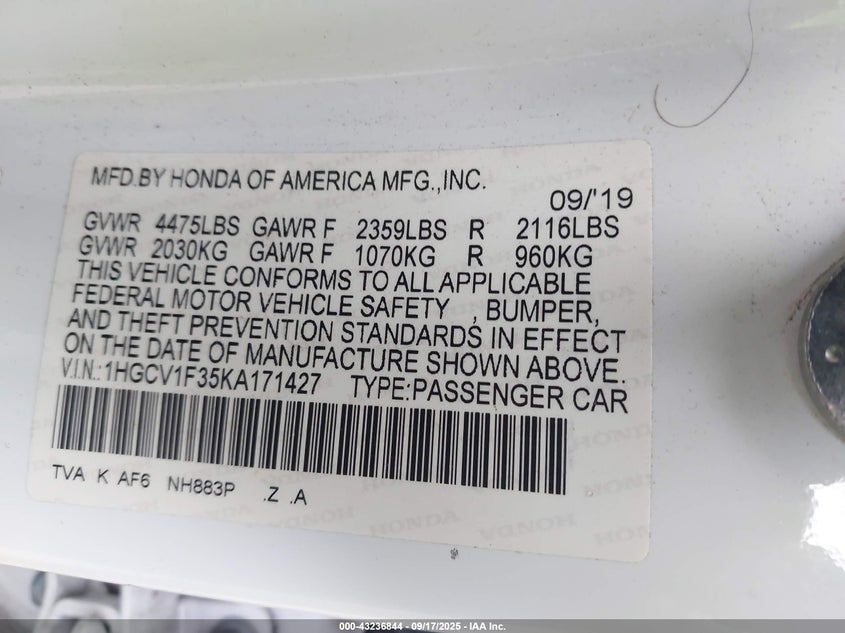 MFD.BY HONDA OF AMERICA MFG.,INC.
09/'19
GVWR 4475LBS GAWR F 2359LBS R 2116LBS
GVWR 2030KG GAWR F 1070KG R 960KG
THIS VEHICLE CONFORMS TO ALL APPLICABLE
FEDERAL MOTOR VEHICLE SAFETY , BUMPER,
AND THEFT PREVENTION STANDARDS IN EFFECT
ON THE DATE OF MANUFACTURE SHOWN ABOVE.
V.I.N.:1HGCV1F35KA171427 TYPE:PASSENGER CAR
TVA K AF6 NH883P .Z .A
HONDA HONDA HONDA
000-43236844 - 09/17/2025 - IAA Inc.